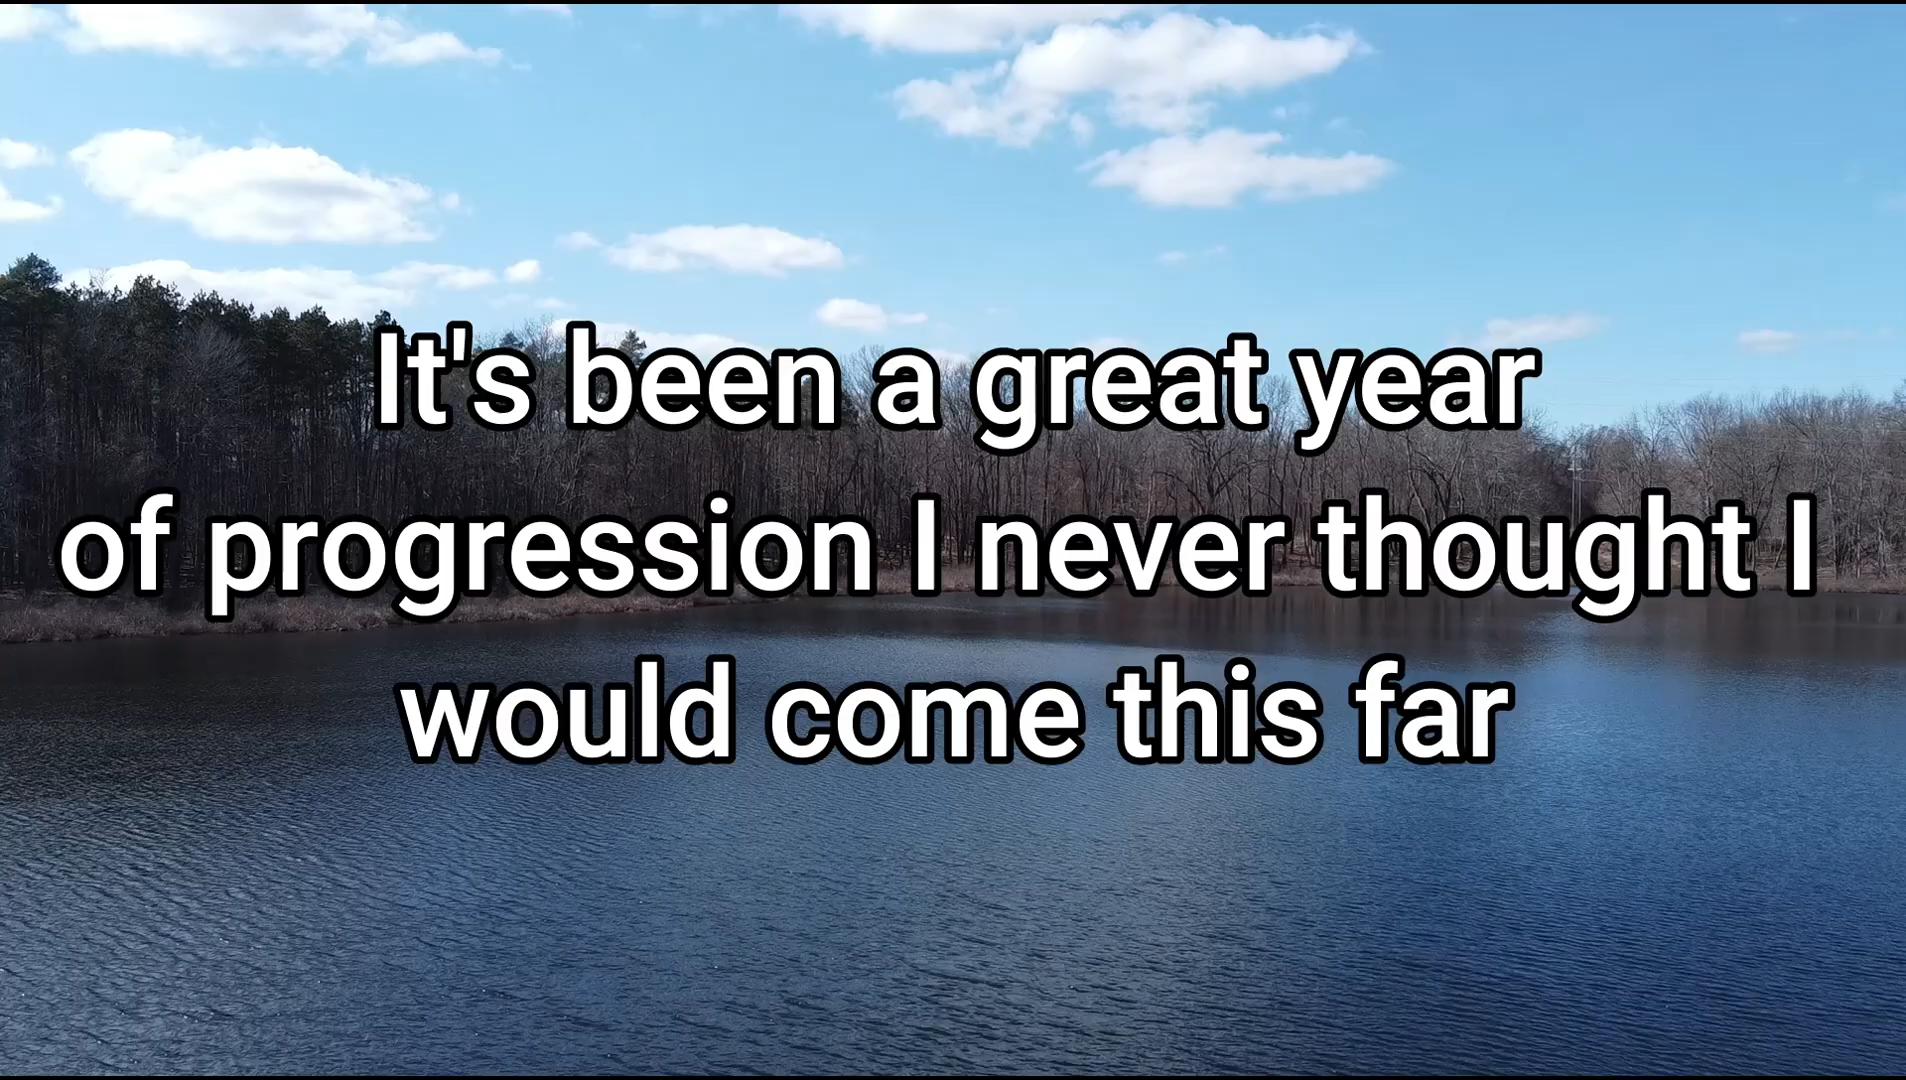 It's been a great year
of progression I never thought I
would come this far